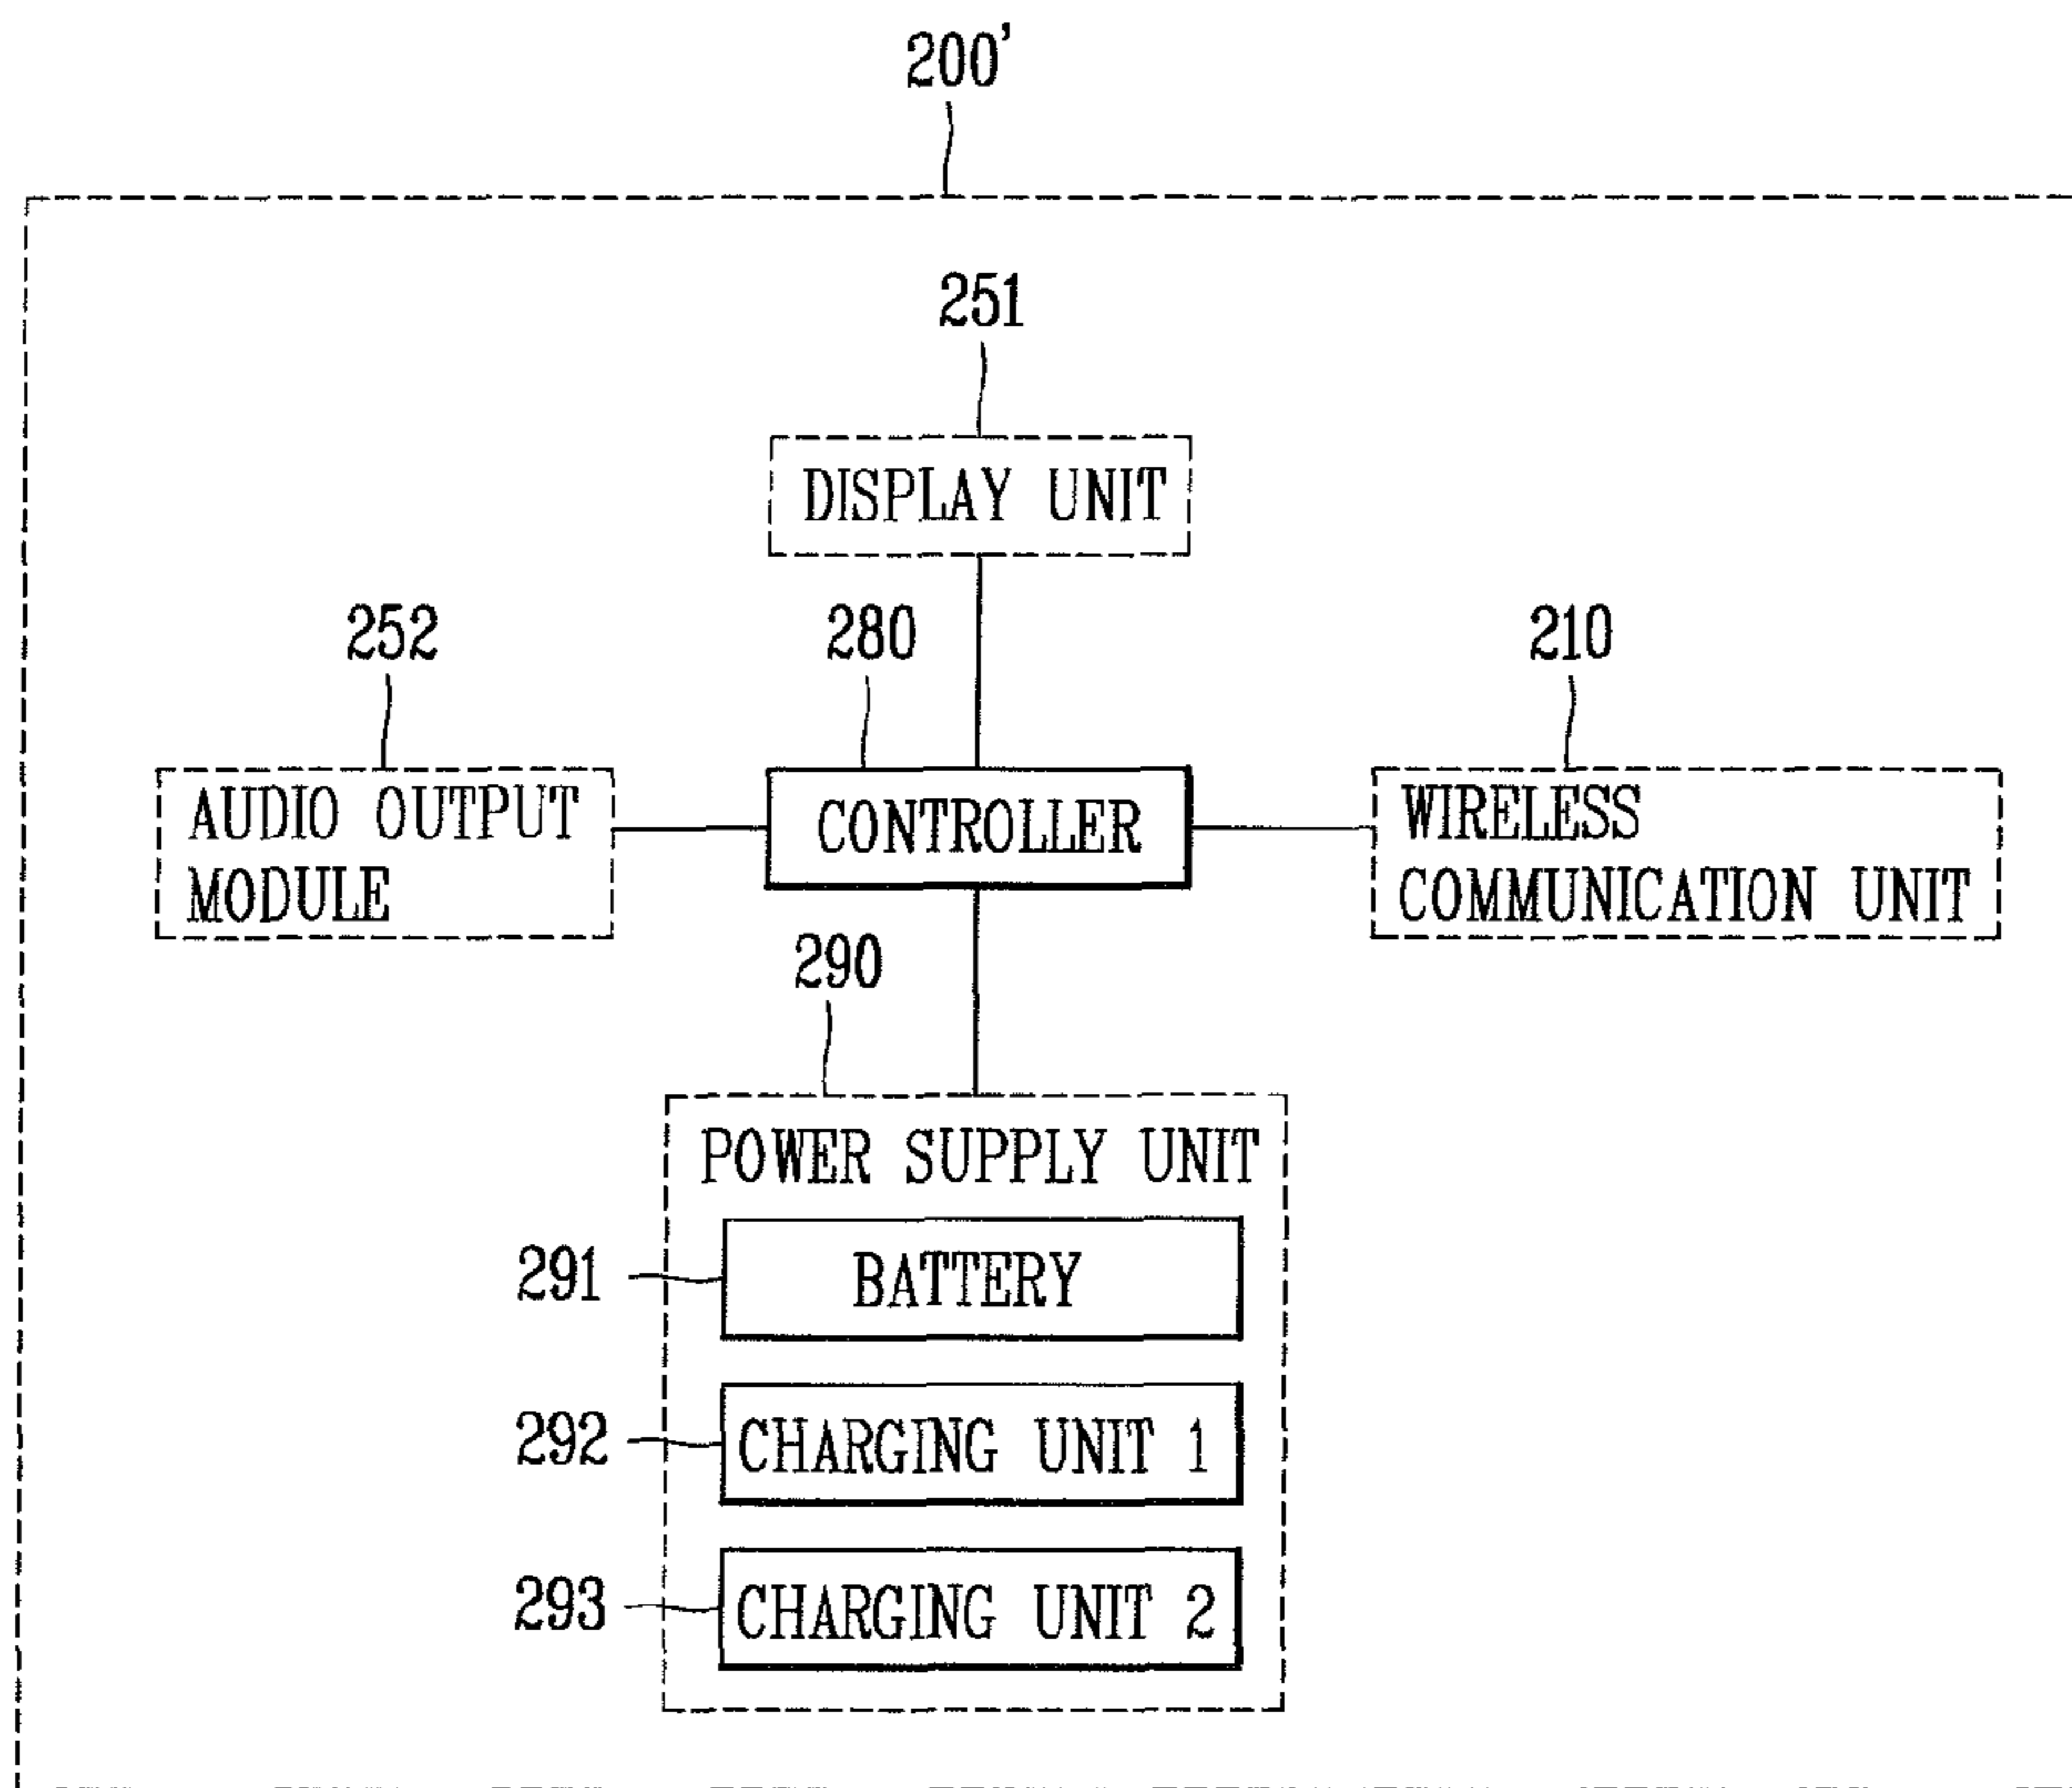 200'
251
DISPLAY UNIT
252
280
210
AUDIO OUTPUT
MODULE
CONTROLLER
WIRELESS
COMMUNICATION UNIT
290
POWER SUPPLY UNIT
291
BATTERY
292
CHARGING UNIT 1
293
CHARGING UNIT 2